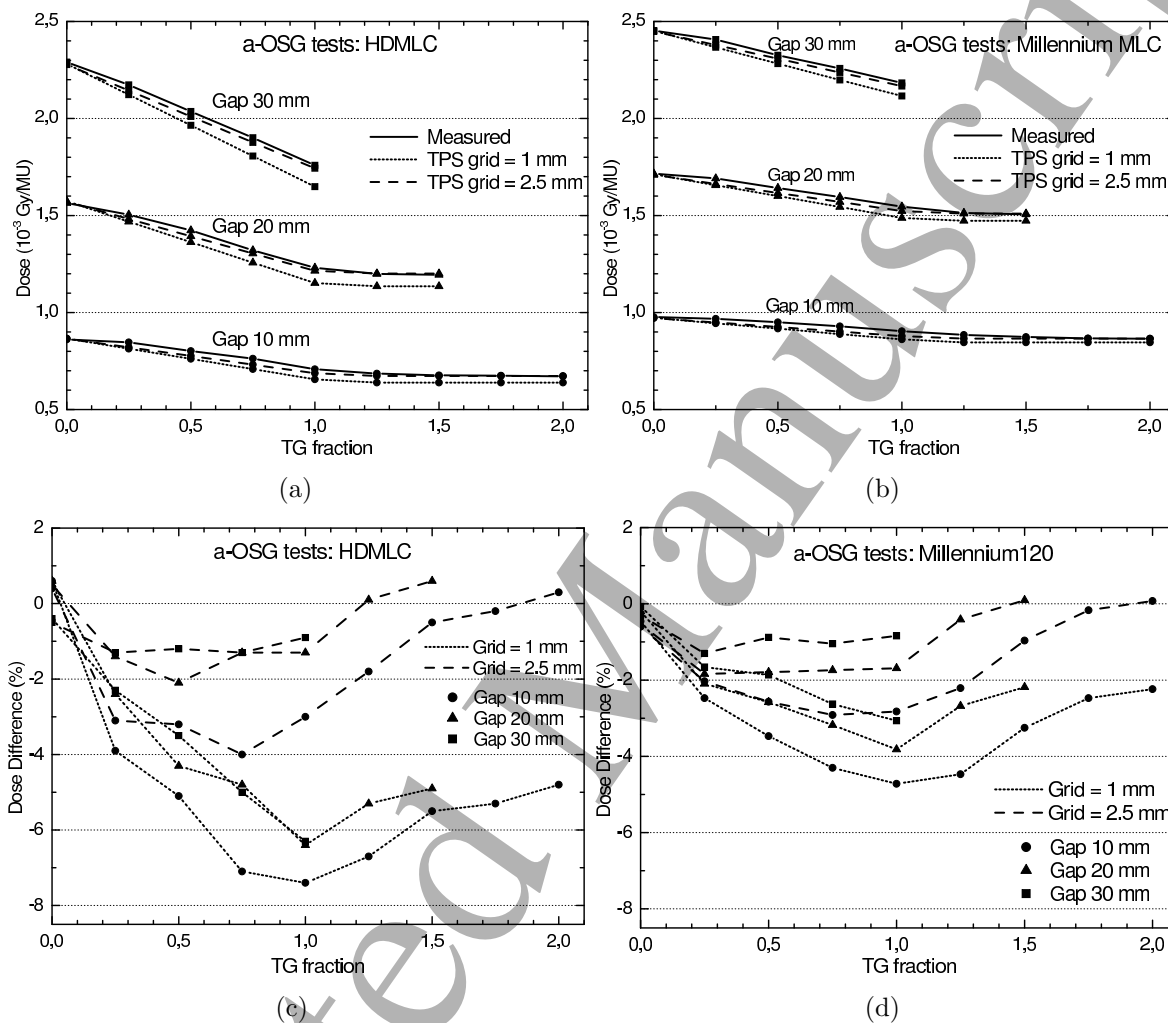 a-OSG tests: HDMLC
Gap 30 mm
Measured
TPS grid = 1 mm
TPS grid = 2.5 mm
Gap 20 mm
Gap 10 mm
Dose (10⁻³ Gy/MU)
2,5
2,0
1,5
1,0
0,5
0,0 0,5 1,0 1,5 2,0
TG fraction
(a)
a-OSG tests: Millennium MLC
Gap 30 mm
Measured
TPS grid = 1 mm
TPS grid = 2.5 mm
Gap 20 mm
Gap 10 mm
Dose (10⁻³ Gy/MU)
2,5
2,0
1,5
1,0
0,5
0,0 0,5 1,0 1,5 2,0
TG fraction
(b)
a-OSG tests: HDMLC
Grid = 1 mm
Grid = 2.5 mm
Gap 10 mm
Gap 20 mm
Gap 30 mm
Dose Difference (%)
2
0
-2
-4
-6
-8
0,0 0,5 1,0 1,5 2,0
TG fraction
(c)
a-OSG tests: Millennium120
Grid = 1 mm
Grid = 2.5 mm
Gap 10 mm
Gap 20 mm
Gap 30 mm
Dose Difference (%)
2
0
-2
-4
-6
-8
0,0 0,5 1,0 1,5 2,0
TG fraction
(d)
ted Manuscri